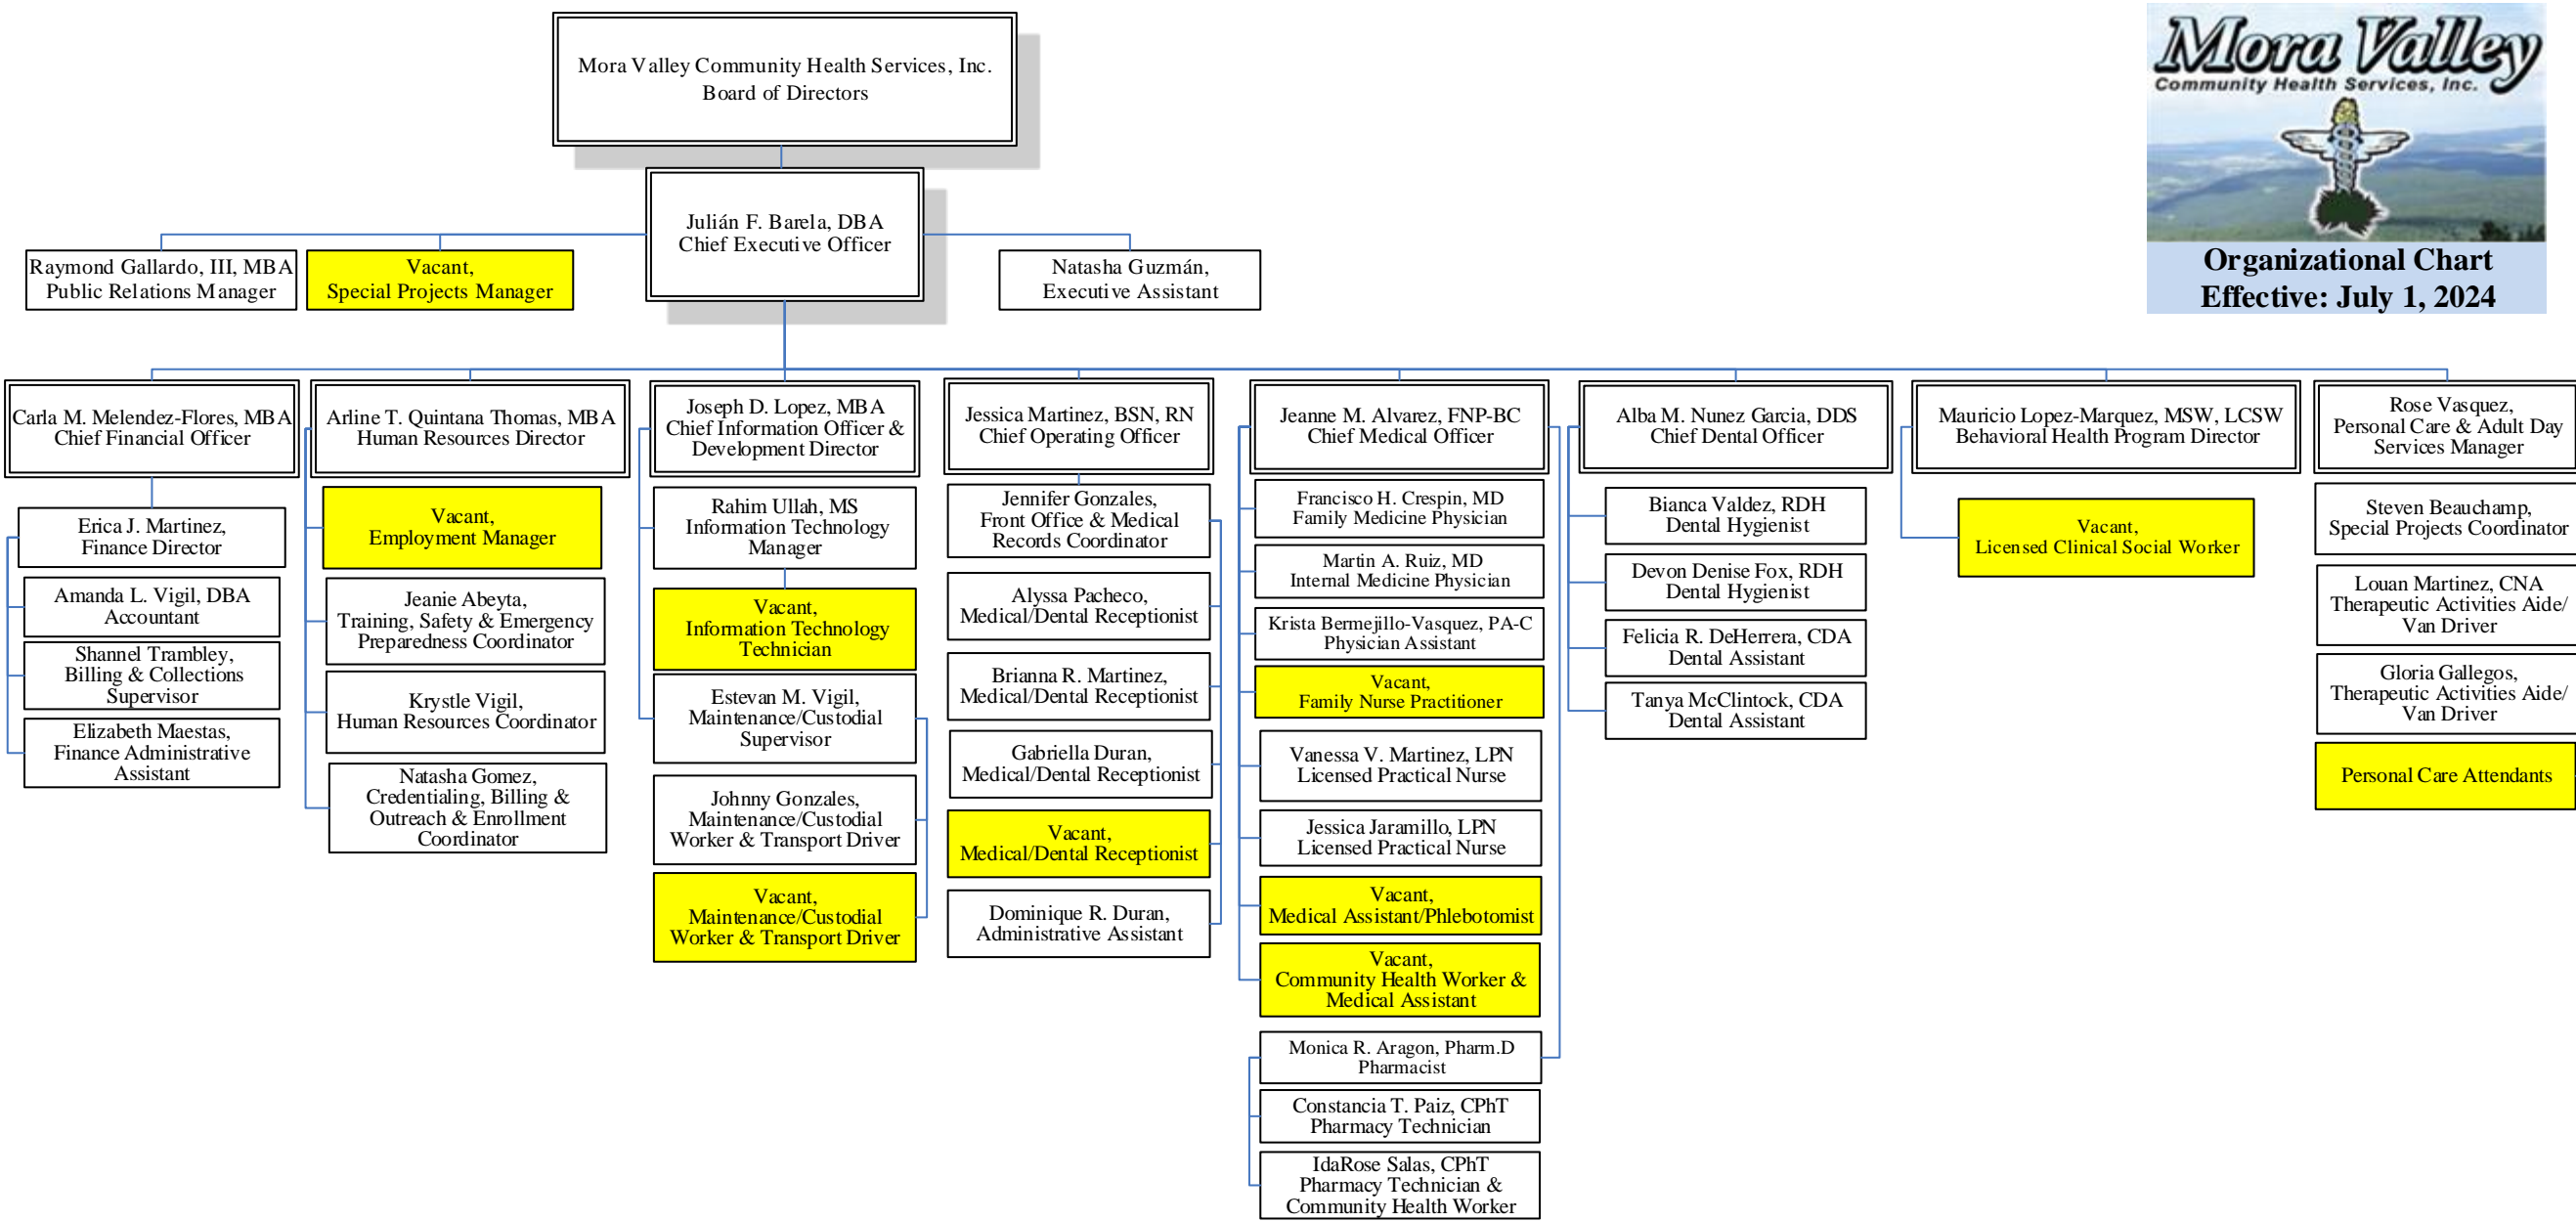 Mora Valley Community Health Services, Inc.
Board of Directors
Mora Valley
Community Health Services, Inc.
Organizational Chart
Effective: July 1, 2024
Julián F. Barela, DBA
Chief Executive Officer
Raymond Gallardo, III, MBA
Public Relations Manager
Vacant,
Special Projects Manager
Natasha Guzmán,
Executive Assistant
Carla M. Melendez-Flores, MBA
Chief Financial Officer
Erica J. Martinez,
Finance Director
Amanda L. Vigil, DBA
Accountant
Shannel Trambley,
Billing & Collections
Supervisor
Elizabeth Maestas,
Finance Administrative
Assistant
Arline T. Quintana Thomas, MBA
Human Resources Director
Vacant,
Employment Manager
Jeanie Abeyta,
Training, Safety & Emergency
Preparedness Coordinator
Krystle Vigil,
Human Resources Coordinator
Natasha Gomez,
Credentialing, Billing &
Outreach & Enrollment
Coordinator
Joseph D. Lopez, MBA
Chief Information Officer &
Development Director
Rahim Ullah, MS
Information Technology
Manager
Vacant,
Information Technology
Technician
Estevan M. Vigil,
Maintenance/Custodial
Supervisor
Johnny Gonzales,
Maintenance/Custodial
Worker & Transport Driver
Vacant,
Maintenance/Custodial
Worker & Transport Driver
Jessica Martinez, BSN, RN
Chief Operating Officer
Jennifer Gonzales,
Front Office & Medical
Records Coordinator
Alyssa Pacheco,
Medical/Dental Receptionist
Brianna R. Martinez,
Medical/Dental Receptionist
Gabriella Duran,
Medical/Dental Receptionist
Vacant,
Medical/Dental Receptionist
Dominique R. Duran,
Administrative Assistant
Jeanne M. Alvarez, FNP-BC
Chief Medical Officer
Francisco H. Crespin, MD
Family Medicine Physician
Martin A. Ruiz, MD
Internal Medicine Physician
Krista Bermejillo-Vasquez, PA-C
Physician Assistant
Vacant,
Family Nurse Practitioner
Vanessa V. Martinez, LPN
Licensed Practical Nurse
Jessica Jaramillo, LPN
Licensed Practical Nurse
Vacant,
Medical Assistant/Phlebotomist
Vacant,
Community Health Worker &
Medical Assistant
Monica R. Aragon, Pharm.D
Pharmacist
Constancia T. Paiz, CPhT
Pharmacy Technician
IdaRose Salas, CPhT
Pharmacy Technician &
Community Health Worker
Alba M. Nunez Garcia, DDS
Chief Dental Officer
Bianca Valdez, RDH
Dental Hygienist
Devon Denise Fox, RDH
Dental Hygienist
Felicia R. DeHerrera, CDA
Dental Assistant
Tanya McClintock, CDA
Dental Assistant
Mauricio Lopez-Marquez, MSW, LCSW
Behavioral Health Program Director
Vacant,
Licensed Clinical Social Worker
Rose Vasquez,
Personal Care & Adult Day
Services Manager
Steven Beauchamp,
Special Projects Coordinator
Louan Martinez, CNA
Therapeutic Activities Aide/
Van Driver
Gloria Gallegos,
Therapeutic Activities Aide/
Van Driver
Personal Care Attendants